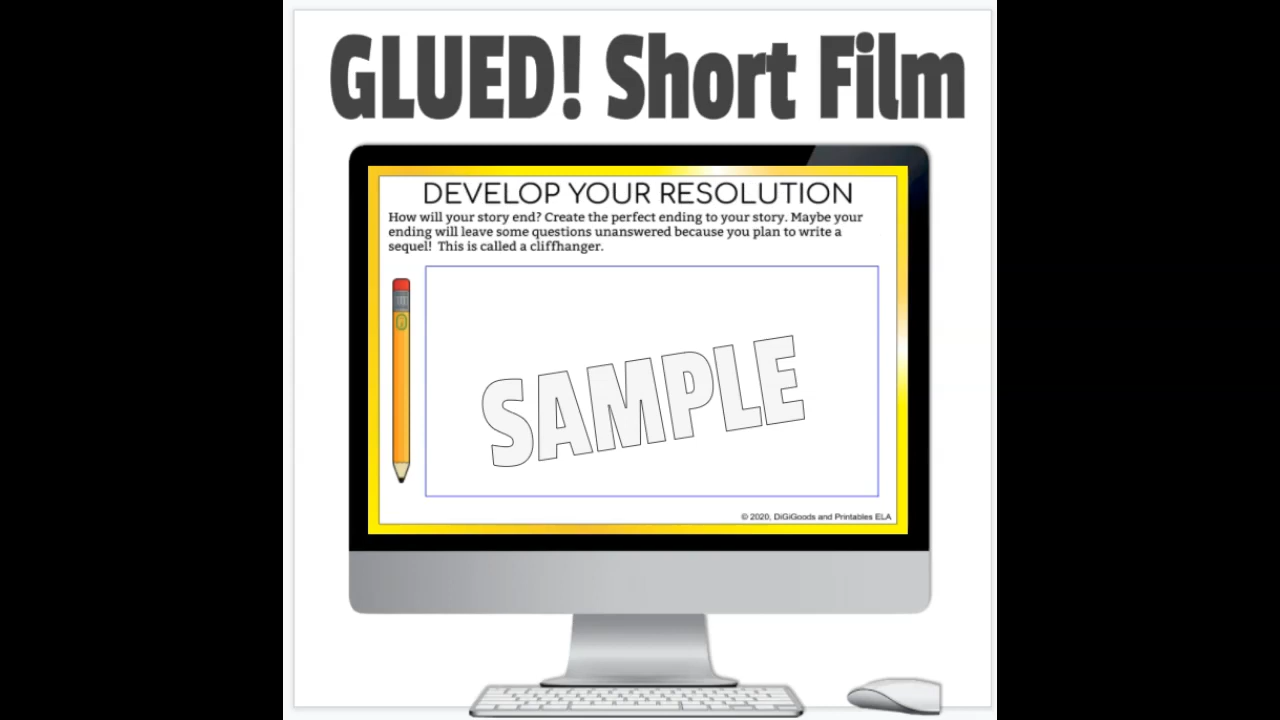 GLUED! Short Film
DEVELOP YOUR RESOLUTION
How will your story end? Create the perfect ending to your story. Maybe your
ending will leave some questions unanswered because you plan to write a
sequel! This is called a cliffhanger.
SAMPLE
© 2020, DiGiGoods and Printables ELA